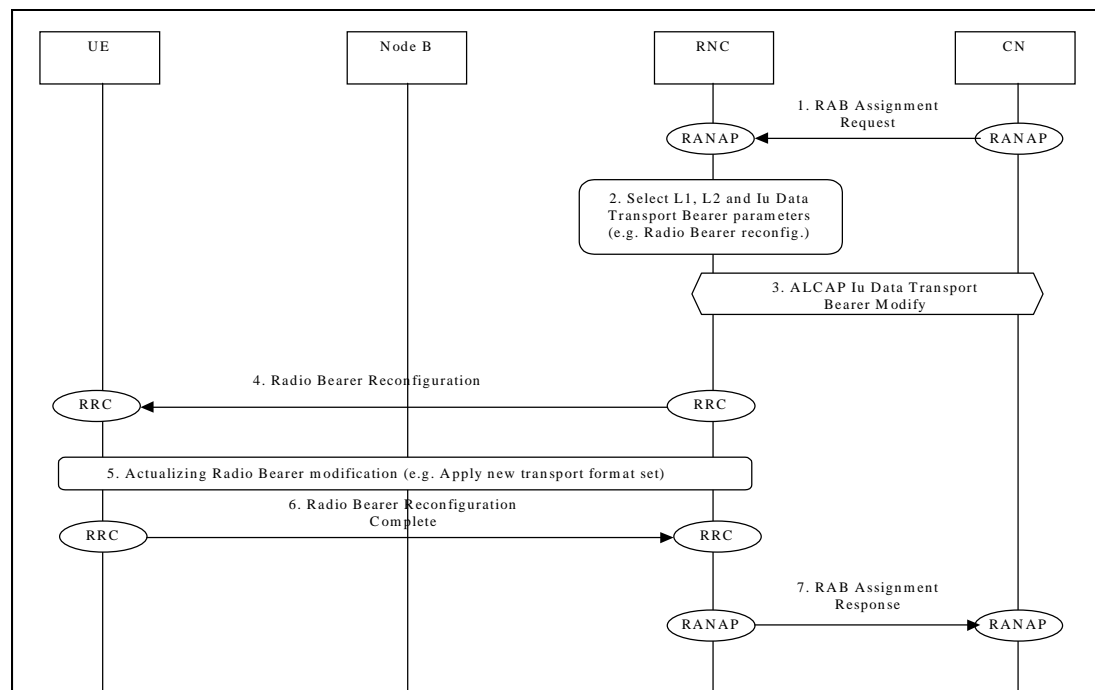 UE
Node B
RNC
CN
1. RAB Assignment
Request
RANAP
RANAP
2. Select L1, L2 and Iu Data
Transport Bearer parameters
(e.g. Radio Bearer reconfig.)
3. ALCAP Iu Data Transport
Bearer Modify
4. Radio Bearer Reconfiguration
RRC
RRC
5. Actualizing Radio Bearer modification (e.g. Apply new transport format set)
6. Radio Bearer Reconfiguration
Complete
RRC
RRC
7. RAB Assignment
Response
RANAP
RANAP